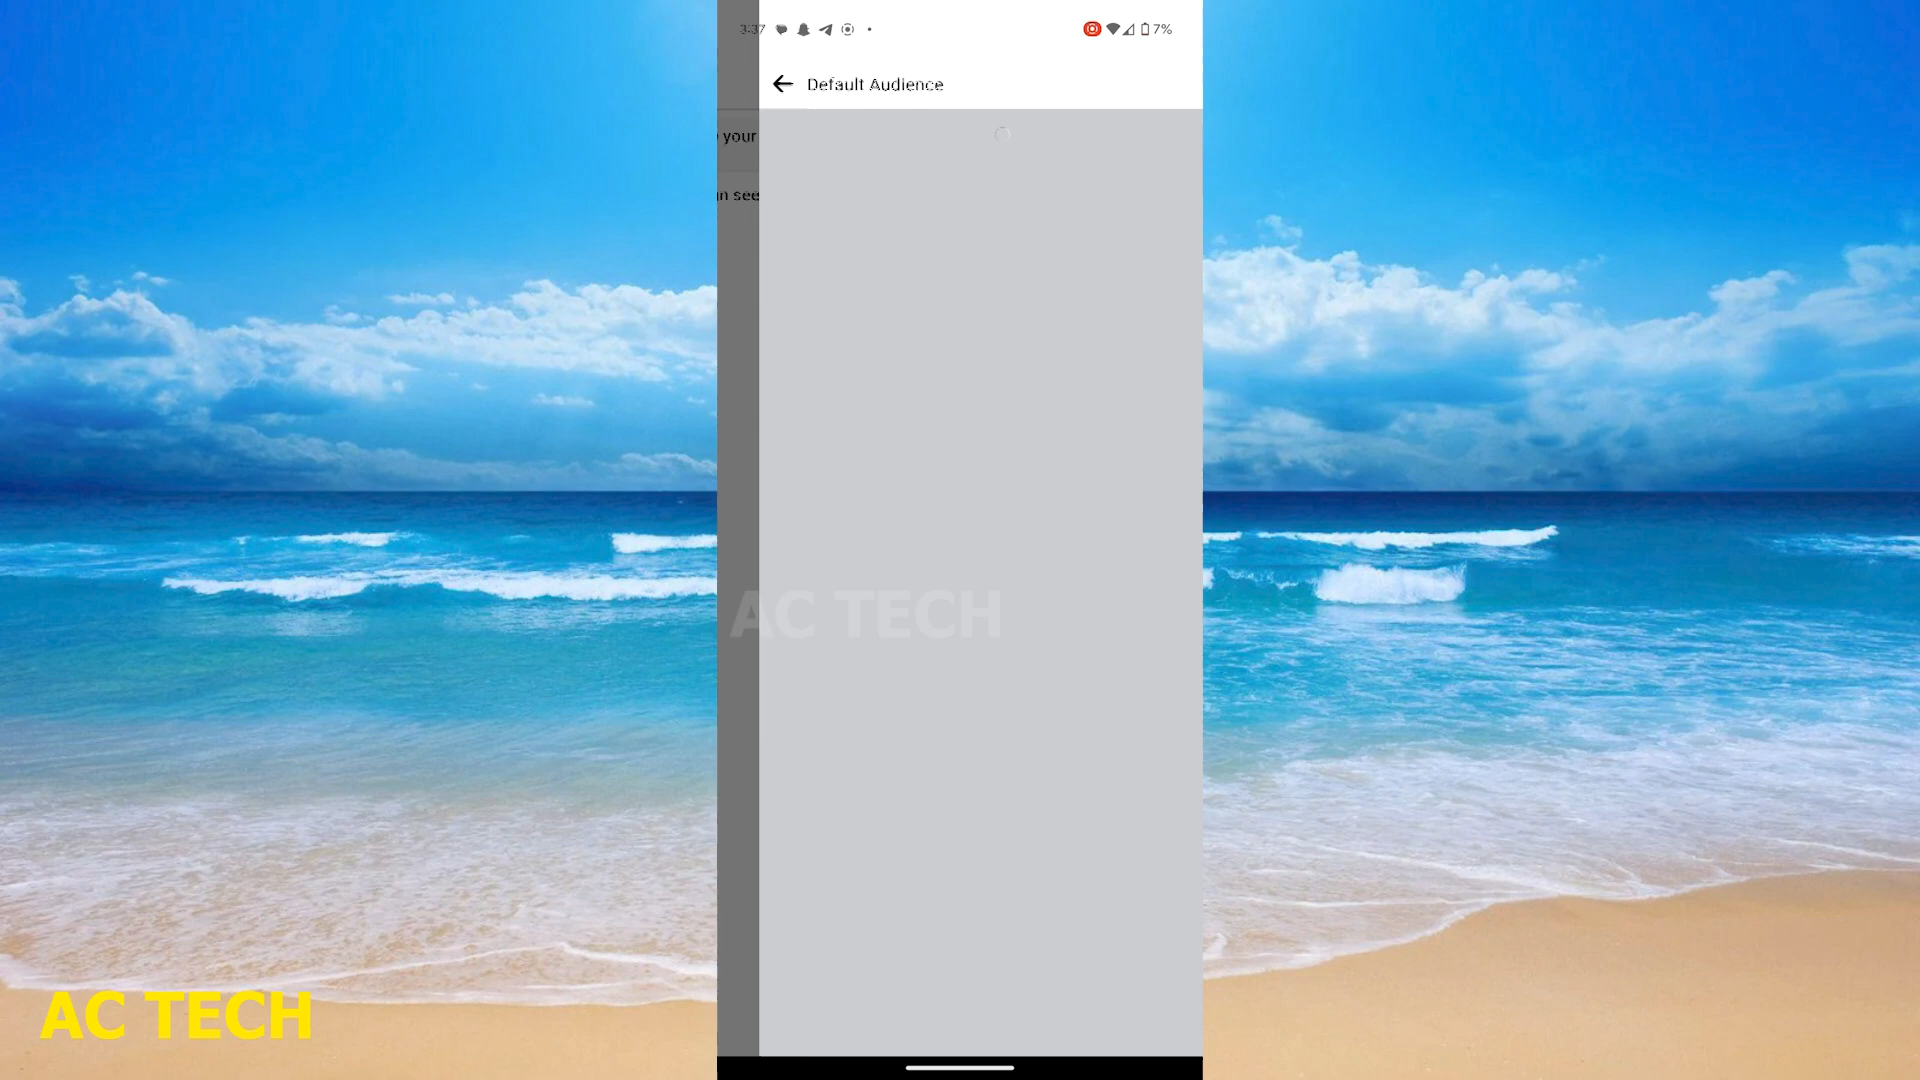 3:37
7%
Default Audience
your
n see
AC TECH
AC TECH